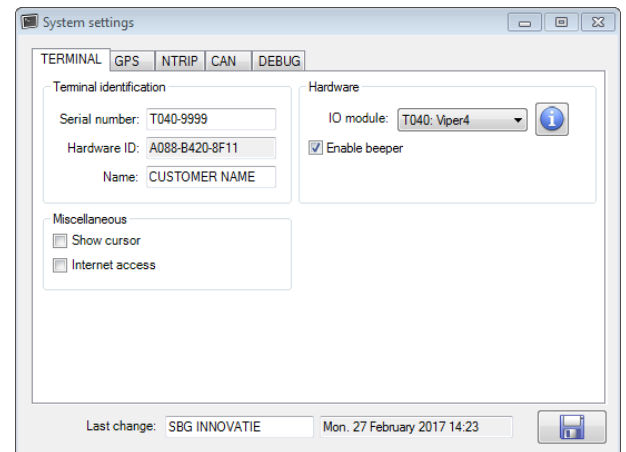 System settings
TERMINAL GPS NTRIP CAN DEBUG
Terminal identification
Serial number: T040-9999
Hardware ID: A088-B420-8F11
Name: CUSTOMER NAME
Hardware
IO module: T040: Viper4
Enable beeper
Miscellaneous
Show cursor
Internet access
Last change: SBG INNOVATIE Mon. 27 February 2017 14:23